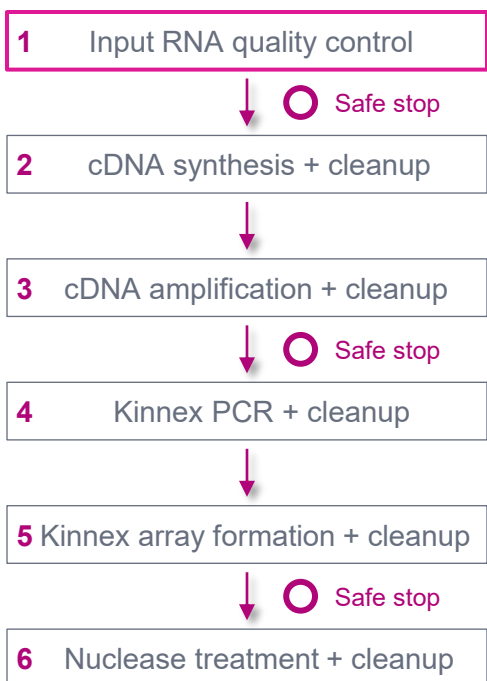 1 Input RNA quality control
Safe stop
2 cDNA synthesis + cleanup
3 cDNA amplification + cleanup
Safe stop
4 Kinnex PCR + cleanup
5 Kinnex array formation + cleanup
Safe stop
6 Nuclease treatment + cleanup